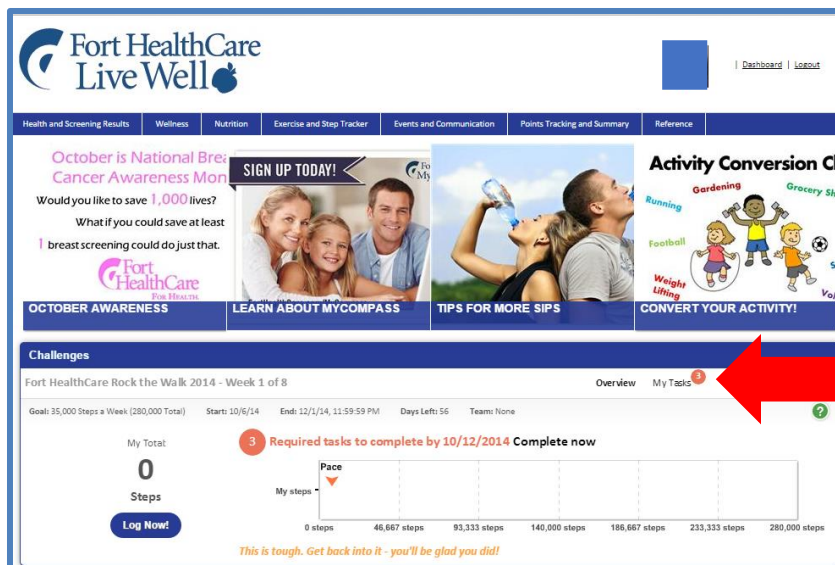 Fort HealthCare
Live Well
| Dashboard | Logout
Health and Screening Results Wellness Nutrition Exercise and Step Tracker Events and Communication Points Tracking and Summary Reference
October is National Brea
Cancer Awareness Mon
Would you like to save 1,000 lives?
What if you could save at least
1 breast screening could do just that.
Fort
HealthCare
FOR HEALTH
OCTOBER AWARENESS
SIGN UP TODAY!
Fo
My
LEARN ABOUT MYCOMPASS
TIPS FOR MORE SIPS
Activity Conversion C
Gardening
Grocery Sh
Running
Football
Weight
Lifting
Vol
CONVERT YOUR ACTIVITY!
Challenges
Fort HealthCare Rock the Walk 2014 - Week 1 of 8
Overview My Tasks 3
Goal: 35,000 Steps a Week (280,000 Total) Start: 10/6/14 End: 12/1/14, 11:59:59 PM Days Left: 56 Team: None ?
My Total:
0
Steps
Log Now!
3 Required tasks to complete by 10/12/2014 Complete now
Pace
My steps
0 steps 46,667 steps 93,333 steps 140,000 steps 186,667 steps 233,333 steps 280,000 steps
This is tough. Get back into it - you'll be glad you did!